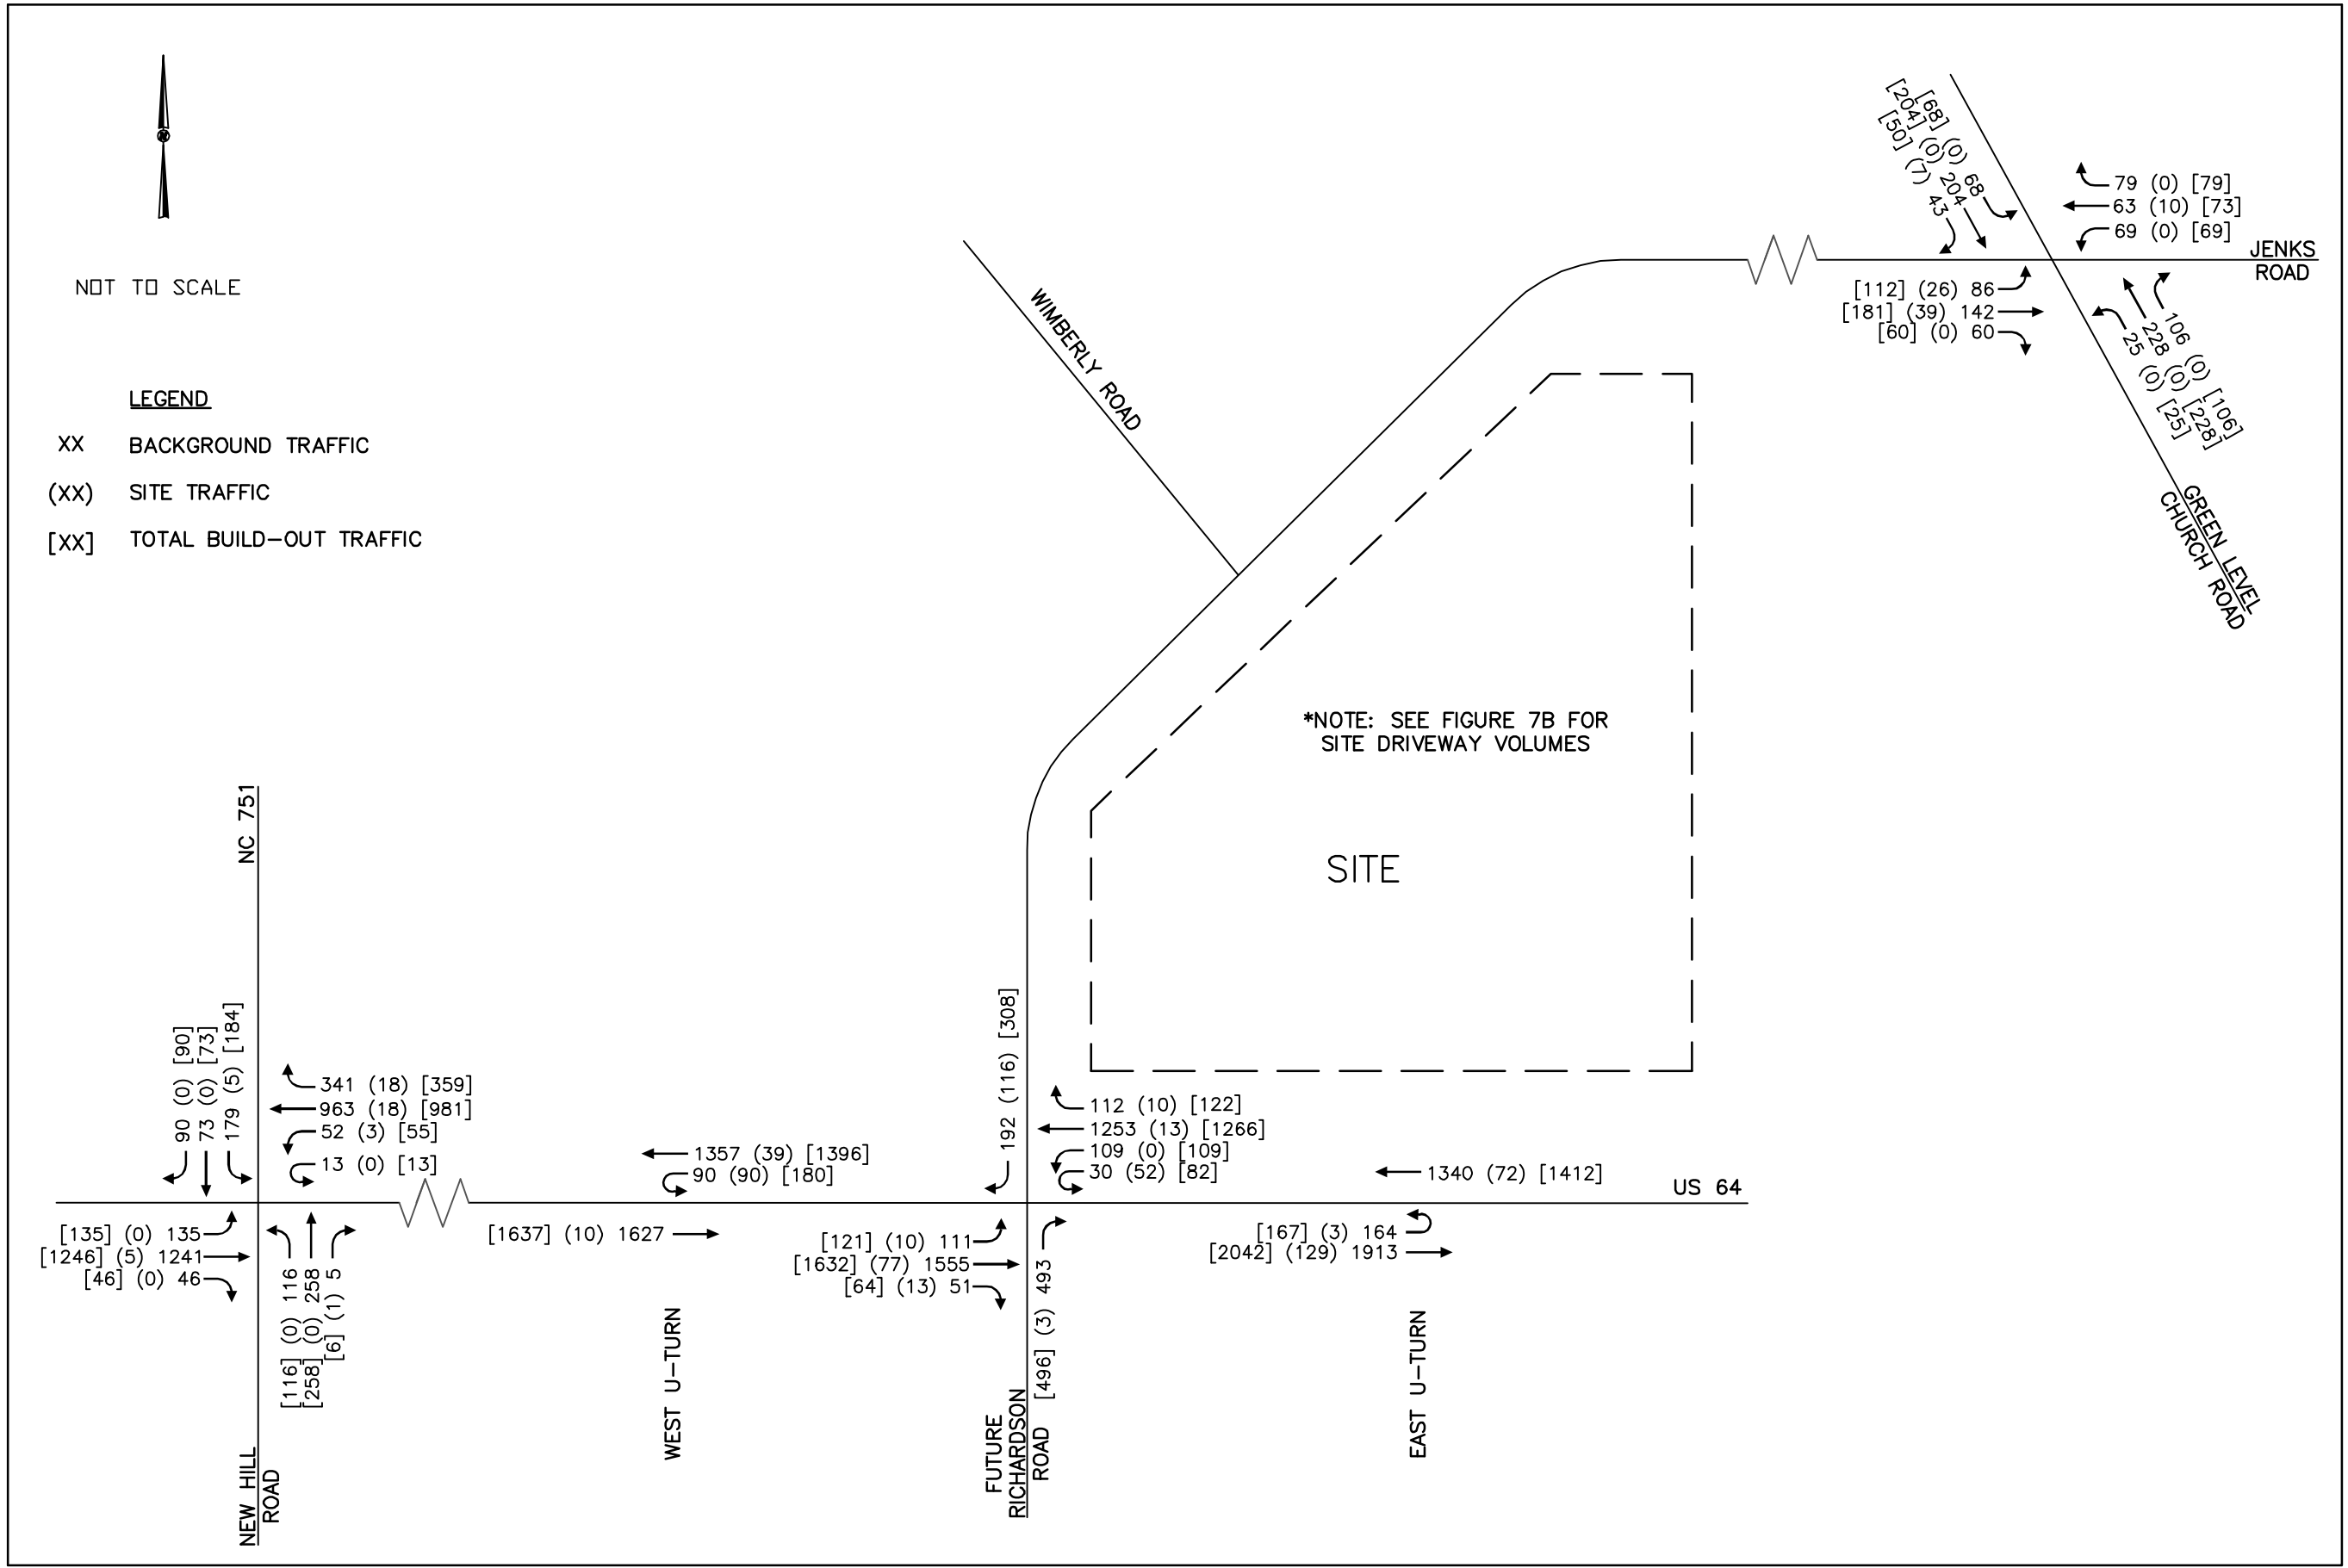 NOT TO SCALE
LEGEND
XX BACKGROUND TRAFFIC
(XX) SITE TRAFFIC
[XX] TOTAL BUILD-OUT TRAFFIC
WIMBERLY ROAD
[68] (0) 68
[204] (0) 204
[50] (7) 43
79 (0) [79]
63 (10) [73]
69 (0) [69]
JENKS
ROAD
[112] (26) 86
[181] (39) 142
[60] (0) 60
106 (0) [106]
228 (0) [228]
25 (0) [25]
GREEN LEVEL
CHURCH ROAD
*NOTE: SEE FIGURE 7B FOR
SITE DRIVEWAY VOLUMES
SITE
NC 751
90 (0) [90]
73 (0) [73]
179 (5) [184]
341 (18) [359]
963 (18) [981]
52 (3) [55]
13 (0) [13]
[135] (0) 135
[1246] (5) 1241
[46] (0) 46
[116] (0) 116
[258] (0) 258
[6] (1) 5
NEW HILL
ROAD
1357 (39) [1396]
90 (90) [180]
[1637] (10) 1627
WEST U-TURN
192 (116) [308]
112 (10) [122]
1253 (13) [1266]
109 (0) [109]
30 (52) [82]
[121] (10) 111
[1632] (77) 1555
[64] (13) 51
[496] (3) 493
FUTURE
RICHARDSON
ROAD
1340 (72) [1412]
US 64
[167] (3) 164
[2042] (129) 1913
EAST U-TURN